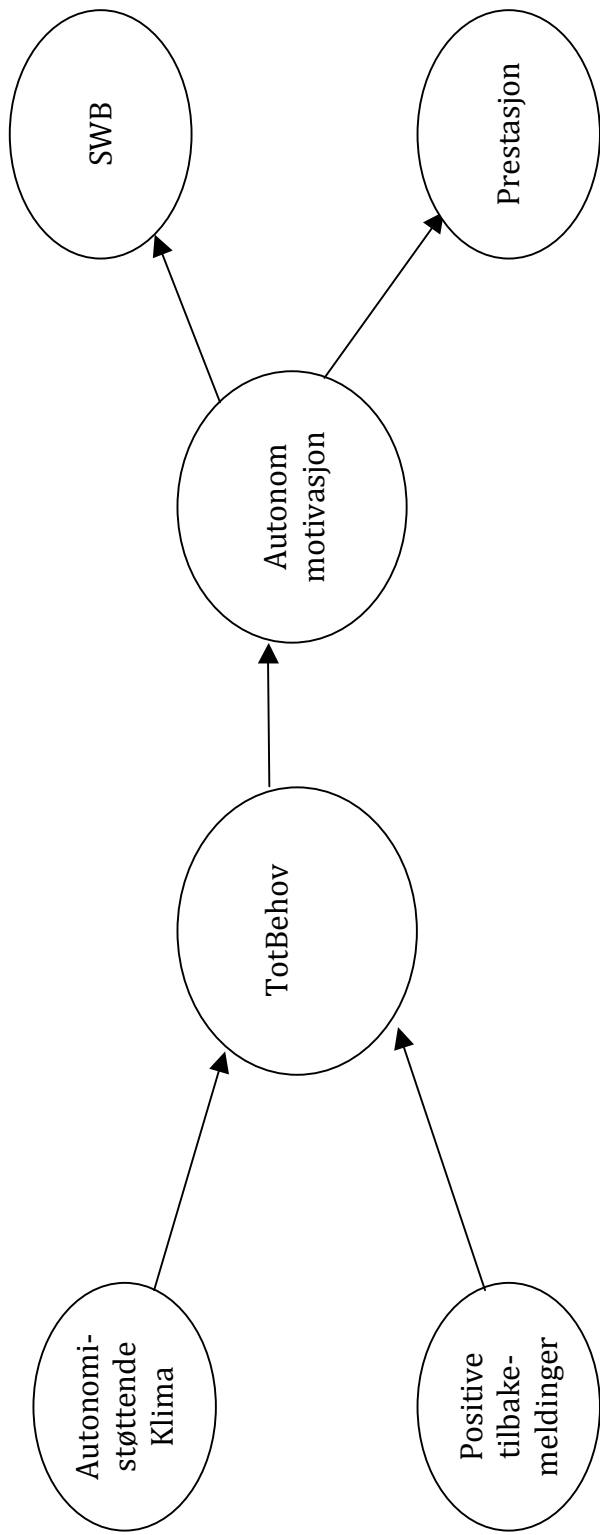 Autonomi-
støttende
Klima
Positive
tilbake-
meldinger
TotBehov
Autonom
motivasjon
SWB
Prestasjon